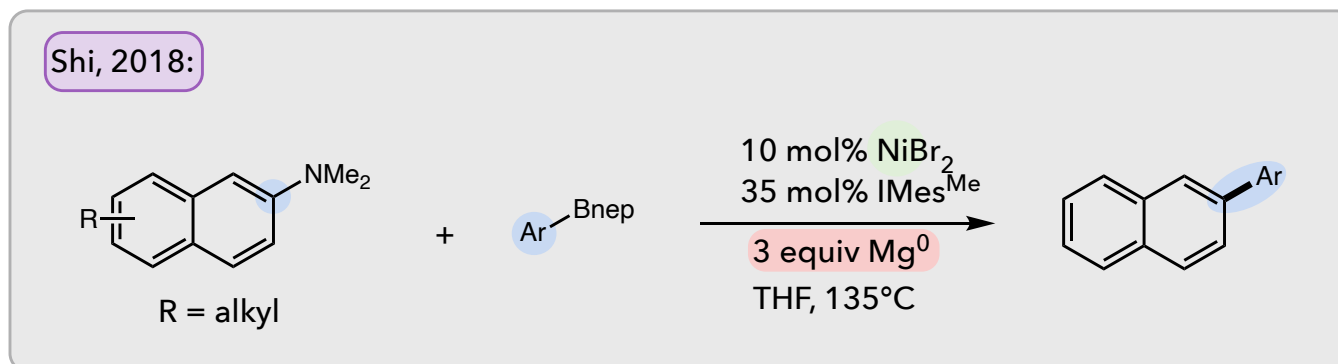 Shi, 2018:
NMe₂
R
R = alkyl
+
Ar
Bnep
10 mol% NiBr₂
35 mol% IMesᴹᵉ
3 equiv Mg⁰
THF, 135°C
Ar